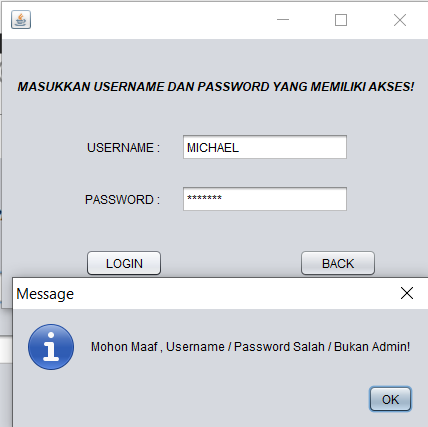 MASUKKAN USERNAME DAN PASSWORD YANG MEMILIKI AKSES!
USERNAME : MICHAEL
PASSWORD : *******
LOGIN BACK
Message
Mohon Maaf , Username / Password Salah / Bukan Admin!
OK